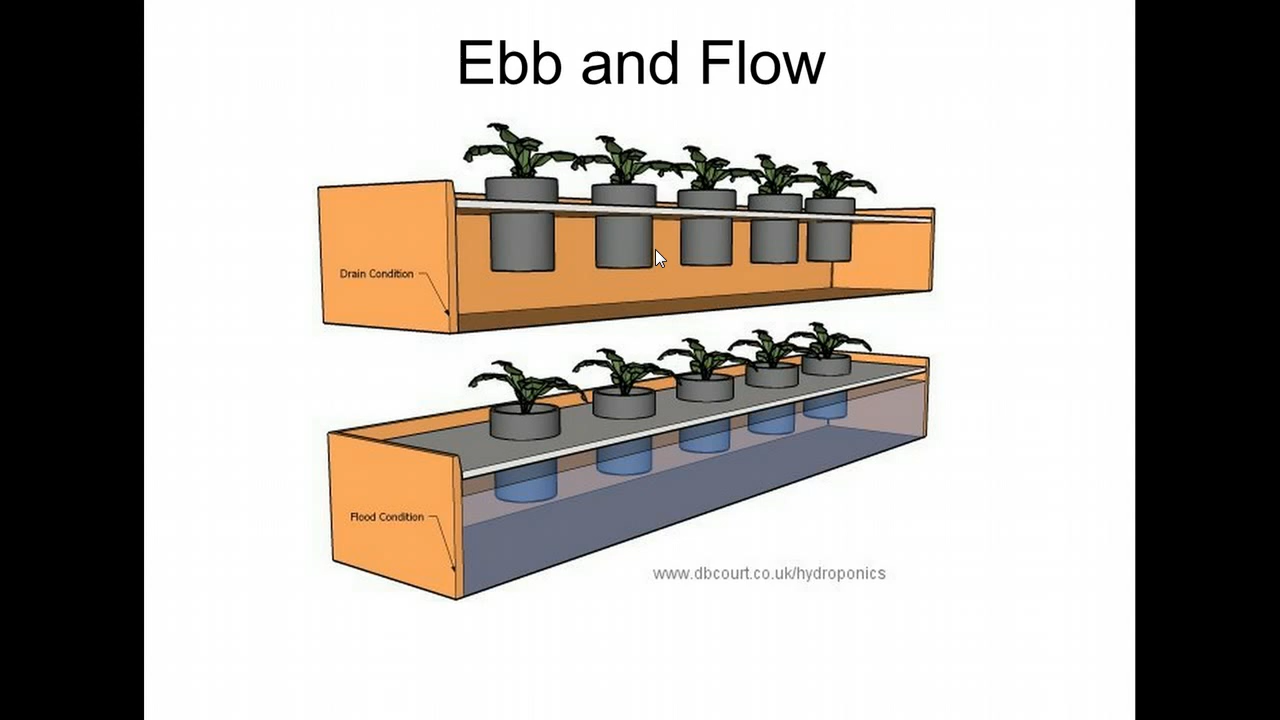 Ebb and Flow
Drain Condition
Flood Condition
www.dbcourt.co.uk/hydroponics